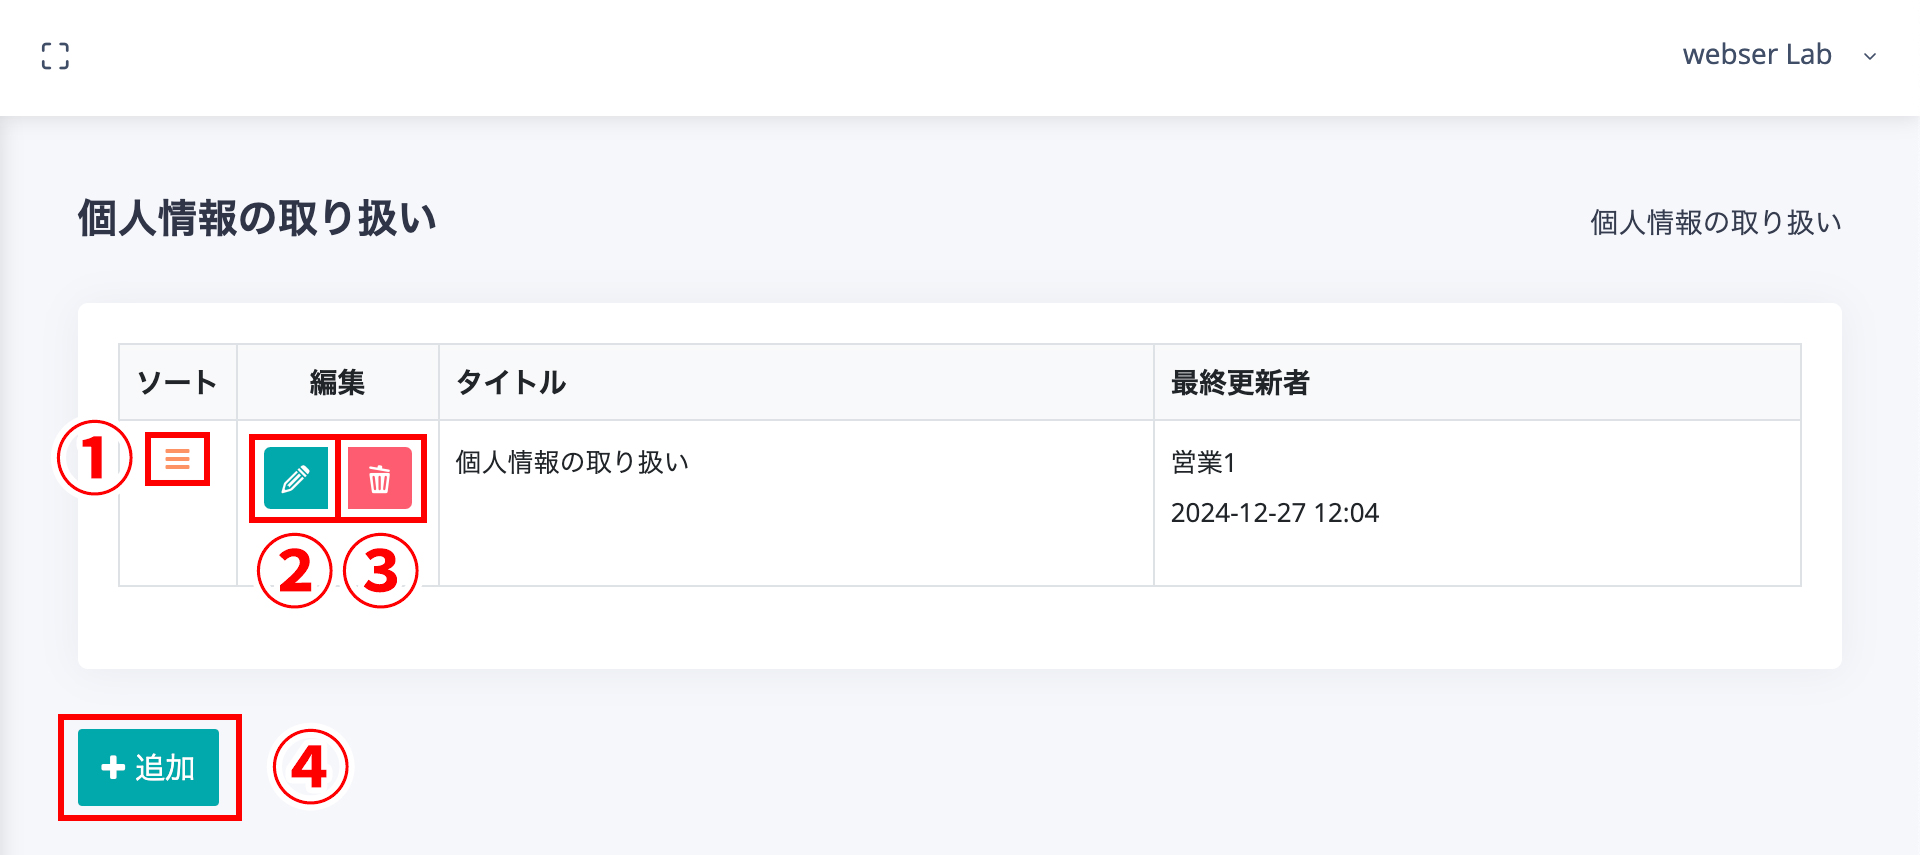 webser Lab
個人情報の取り扱い
個人情報の取り扱い
ソート 編集 タイトル 最終更新者
① 個人情報の取り扱い 営業1
2024-12-27 12:04
② ③
追加 ④